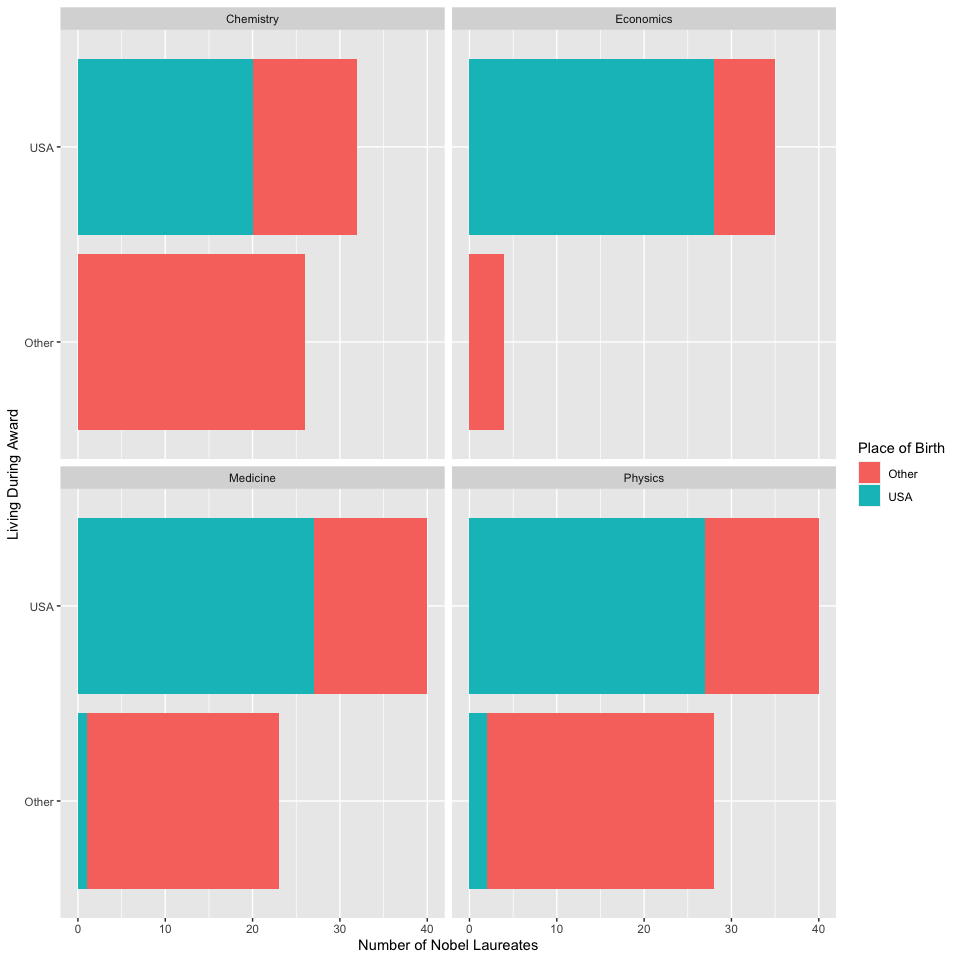 Chemistry
Economics
USA
Other
Medicine
Physics
USA
Other
0 10 20 30 40
0 10 20 30 40
Number of Nobel Laureates
Living During Award
Place of Birth
Other
USA